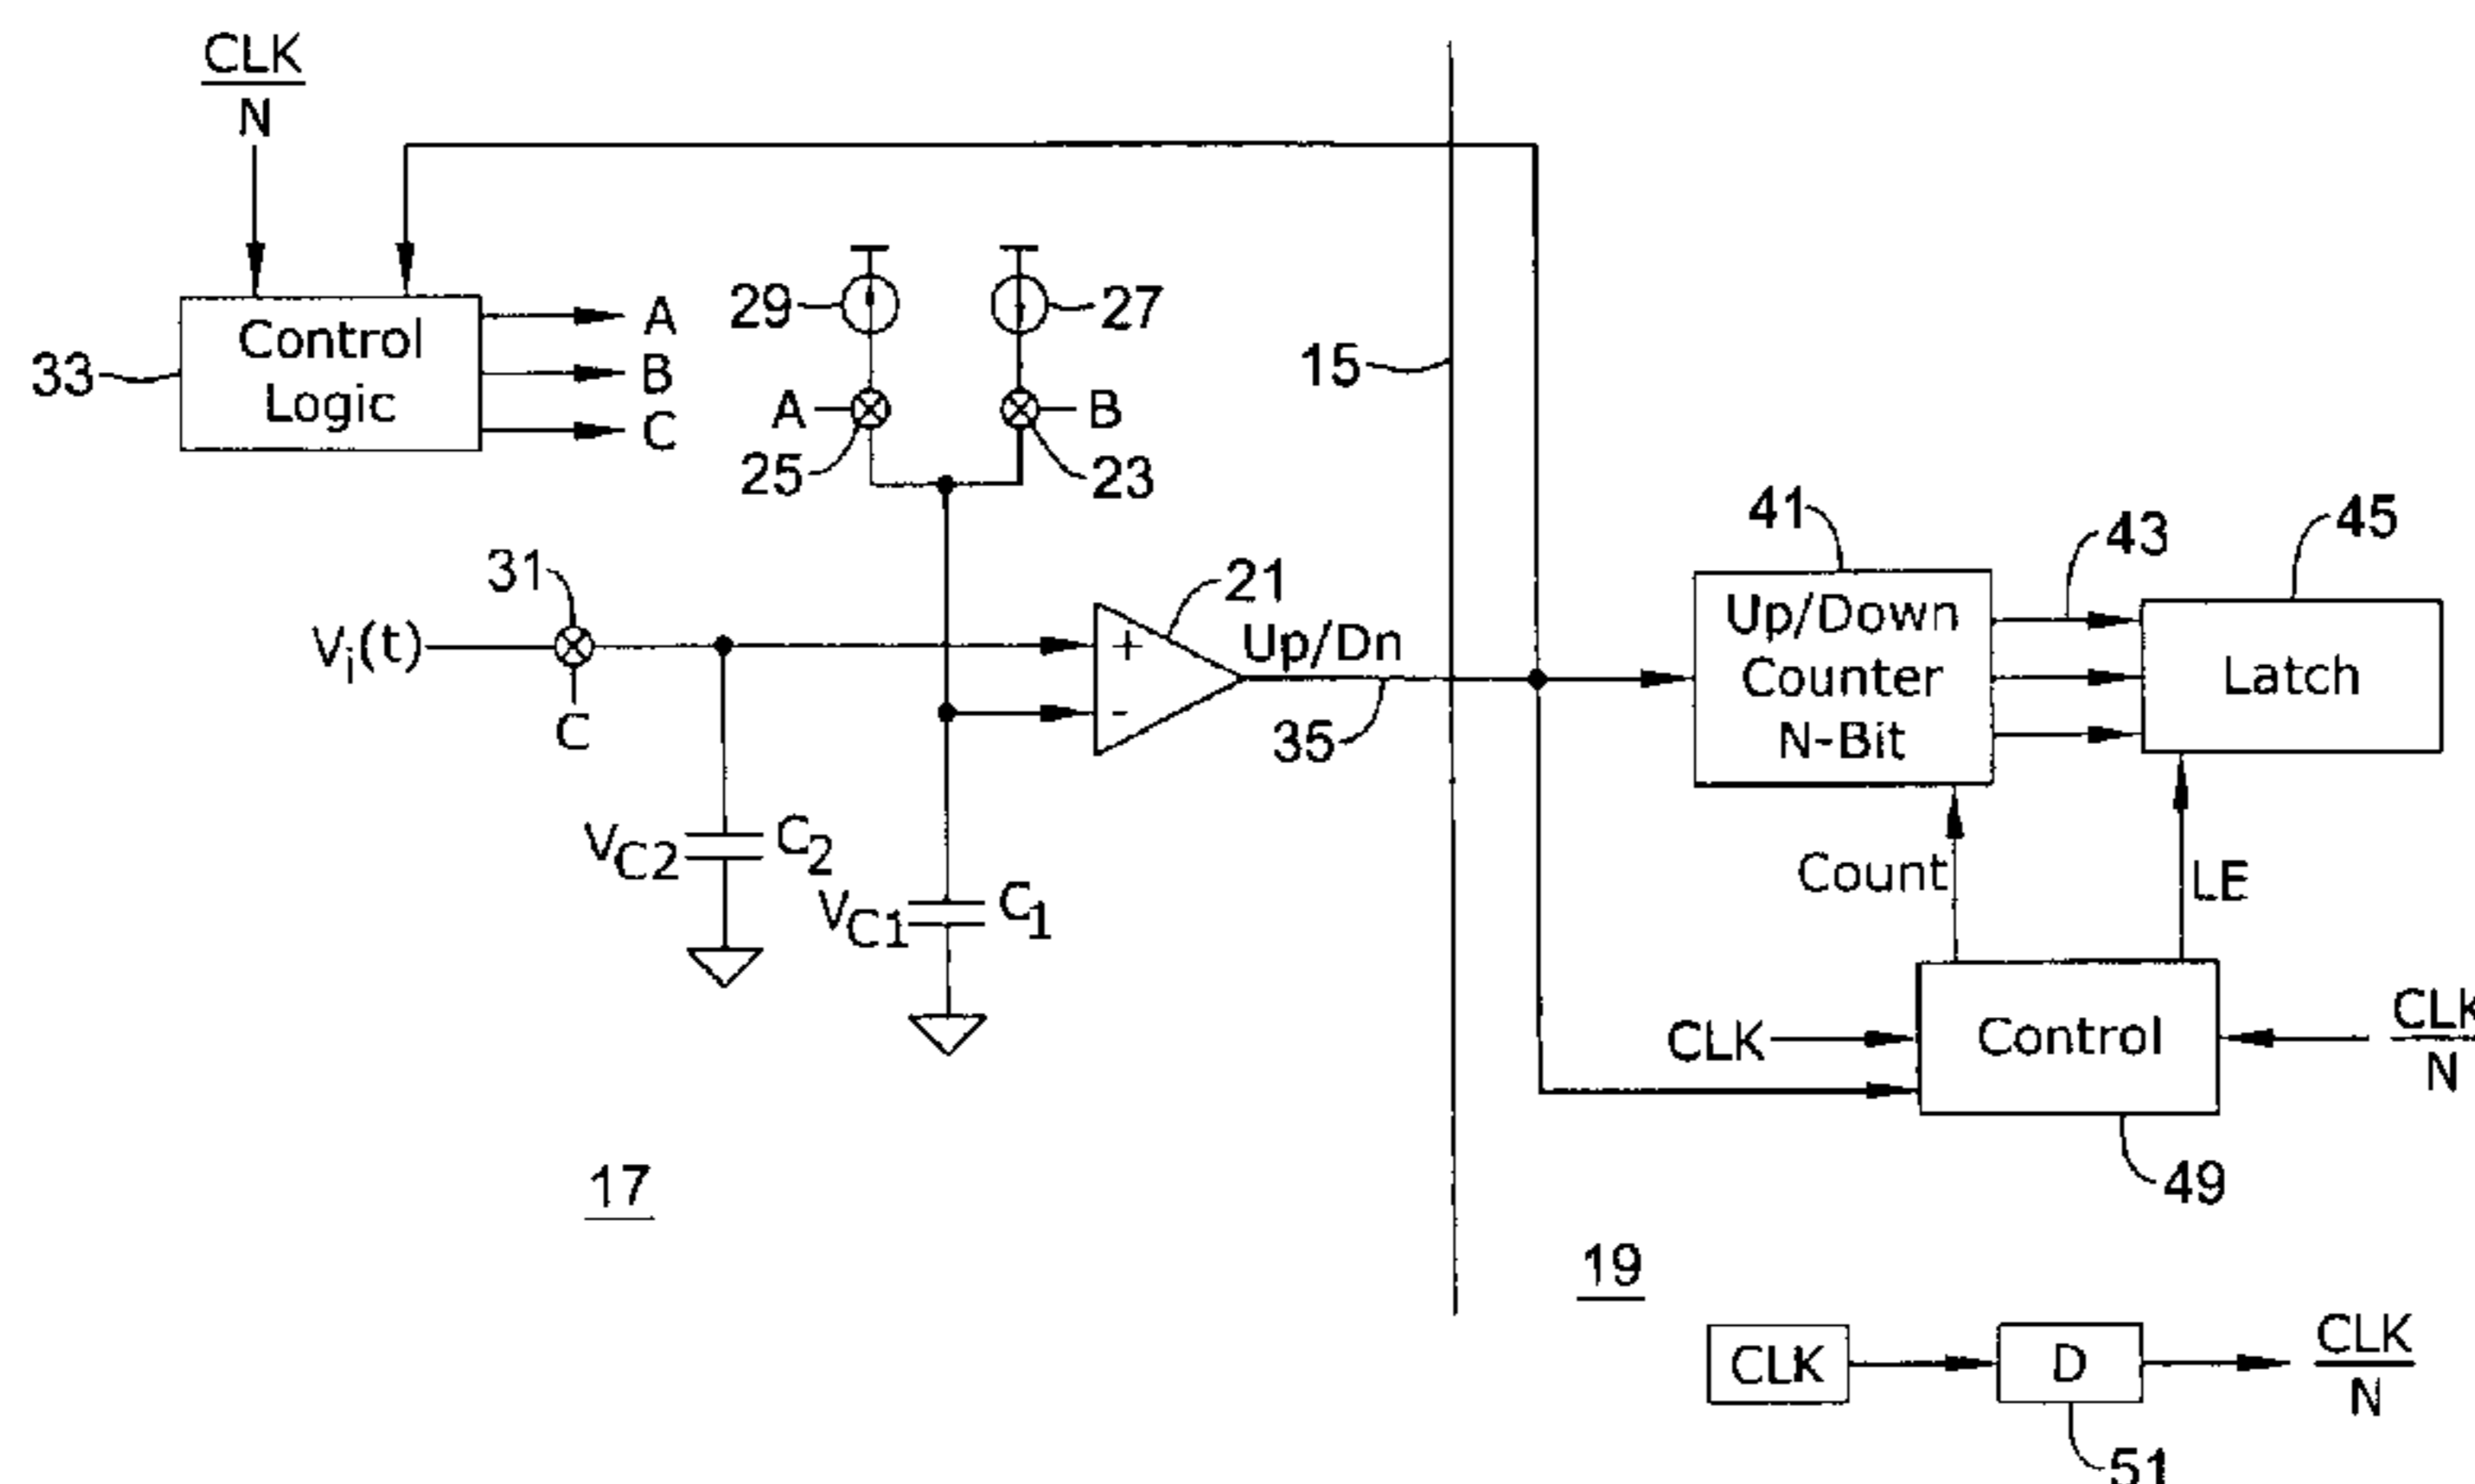 CLK
N
Control
Logic
33
A
B
C
29
27
A
B
25
23
15
31
Vi(t)
C
21
+
-
Up/Dn
35
VC2
C2
VC1
C1
17
41
43
45
Up/Down
Counter
N-Bit
Latch
Count
LE
CLK
Control
CLK
N
49
19
CLK
D
CLK
N
51